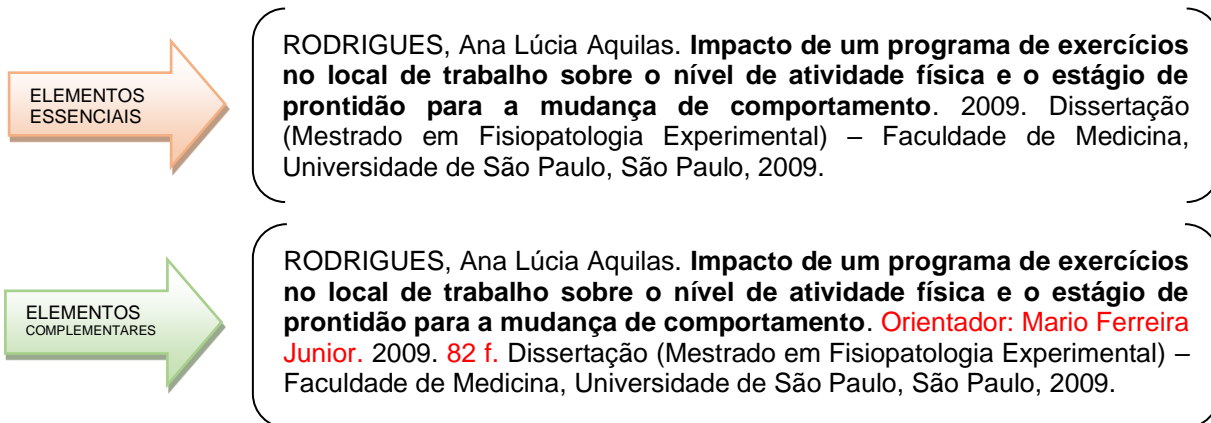 ELEMENTOS
ESSENCIAIS
RODRIGUES, Ana Lúcia Aquilas. Impacto de um programa de exercícios
no local de trabalho sobre o nível de atividade física e o estágio de
prontidão para a mudança de comportamento. 2009. Dissertação
(Mestrado em Fisiopatologia Experimental) – Faculdade de Medicina,
Universidade de São Paulo, São Paulo, 2009.
ELEMENTOS
COMPLEMENTARES
RODRIGUES, Ana Lúcia Aquilas. Impacto de um programa de exercícios
no local de trabalho sobre o nível de atividade física e o estágio de
prontidão para a mudança de comportamento. Orientador: Mario Ferreira
Junior. 2009. 82 f. Dissertação (Mestrado em Fisiopatologia Experimental) –
Faculdade de Medicina, Universidade de São Paulo, São Paulo, 2009.